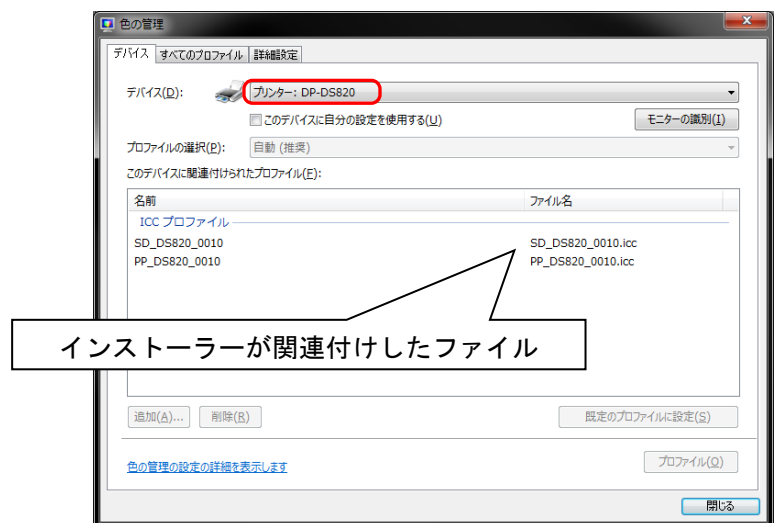 色の管理
デバイス すべてのプロファイル 詳細設定
デバイス(D): プリンター: DP-DS820
このデバイスに自分の設定を使用する(U) モニターの識別(I)
プロファイルの選択(P): 自動 (推奨)
このデバイスに関連付けられたプロファイル(F):
名前 ファイル名
ICC プロファイル
SD_DS820_0010 SD_DS820_0010.icc
PP_DS820_0010 PP_DS820_0010.icc
インストーラーが関連付けしたファイル
追加(A)... 削除(R) 既定のプロファイルに設定(S)
色の管理の設定の詳細を表示します プロファイル(O)
閉じる